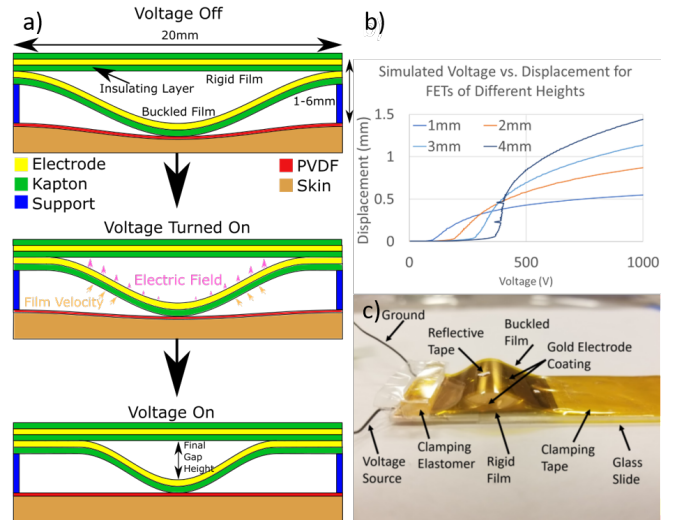 a)
Voltage Off
20mm
Insulating Layer
Rigid Film
Buckled Film
1-6mm
Electrode
Kapton
Support
PVDF
Skin
Voltage Turned On
Electric Field
Film Velocity
Voltage On
Final
Gap
Height
b)
Simulated Voltage vs. Displacement for
FETs of Different Heights
1mm 2mm
3mm 4mm
Displacement (mm)
1.5
1
0.5
0
0 500 1000
Voltage (V)
c)
Ground
Reflective
Tape
Buckled
Film
Gold Electrode
Coating
Voltage
Source
Clamping
Elastomer
Rigid
Film
Clamping
Tape
Glass
Slide